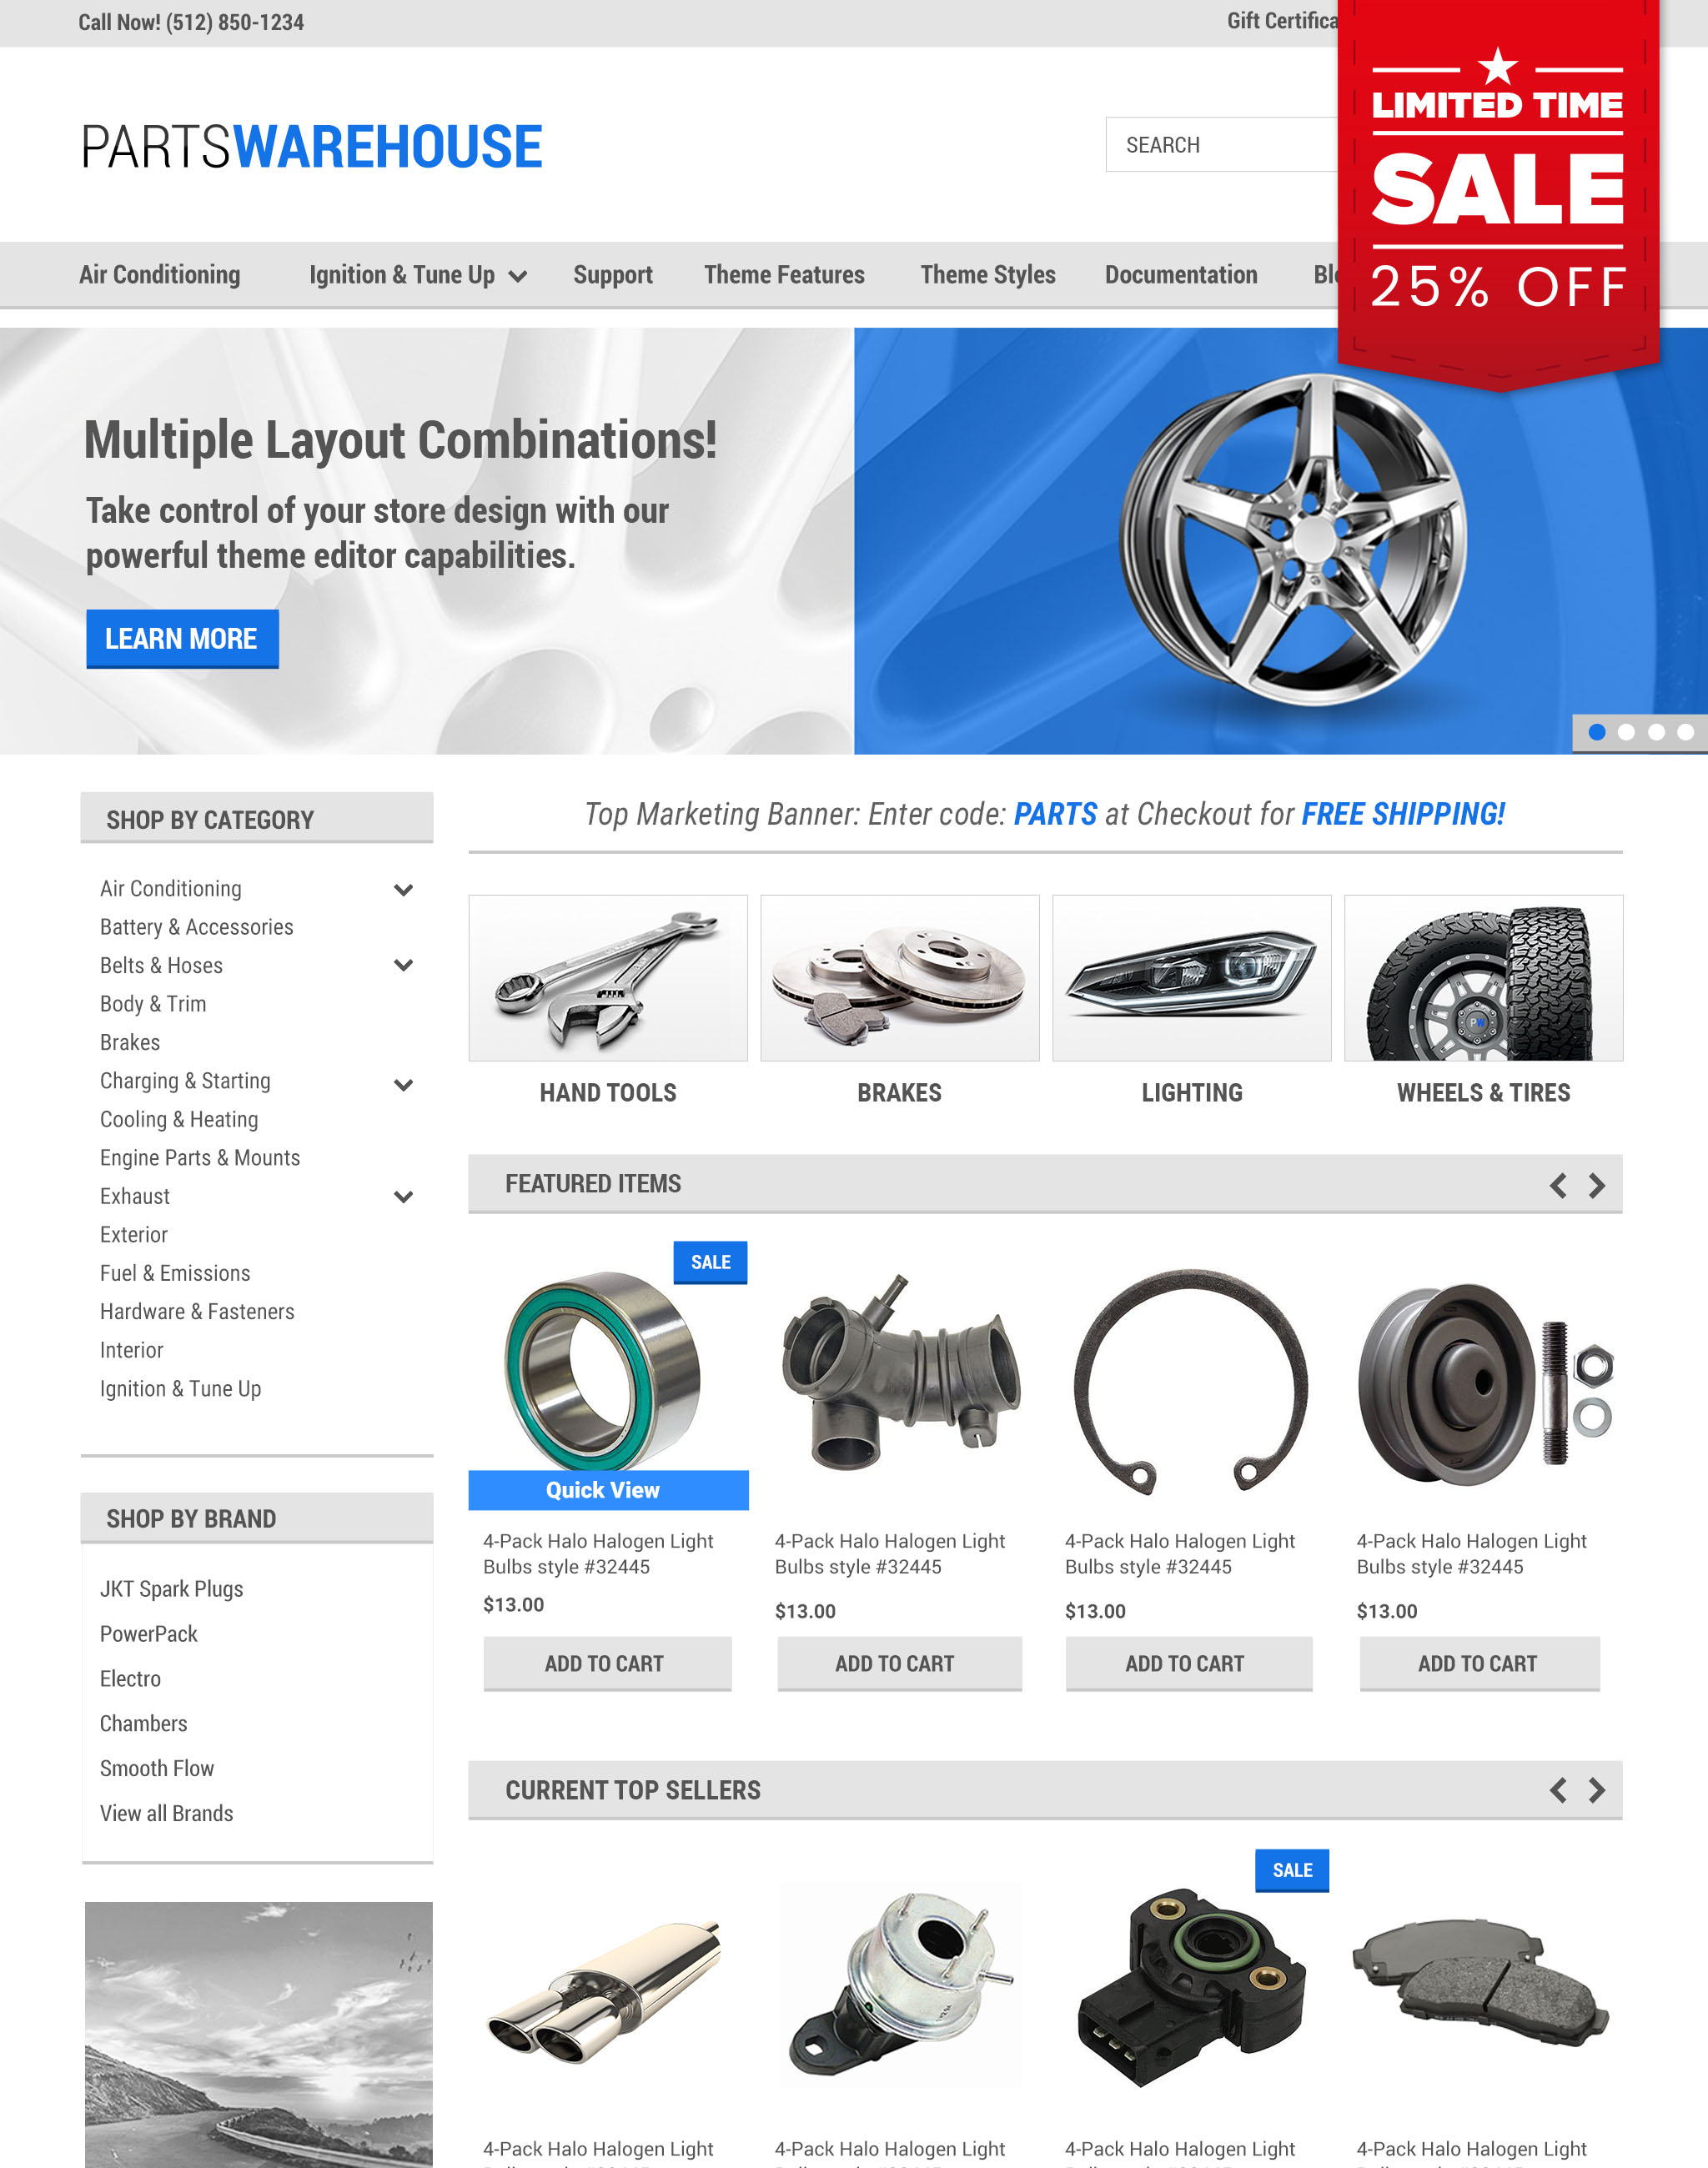 Call Now! (512) 850-1234
Gift Certifica
LIMITED TIME
SALE
25% OFF
PARTSWAREHOUSE
SEARCH
Air Conditioning
Ignition & Tune Up
Support
Theme Features
Theme Styles
Documentation
Blo
Multiple Layout Combinations!
Take control of your store design with our
powerful theme editor capabilities.
LEARN MORE
SHOP BY CATEGORY
Air Conditioning
Battery & Accessories
Belts & Hoses
Body & Trim
Brakes
Charging & Starting
Cooling & Heating
Engine Parts & Mounts
Exhaust
Exterior
Fuel & Emissions
Hardware & Fasteners
Interior
Ignition & Tune Up
SHOP BY BRAND
JKT Spark Plugs
PowerPack
Electro
Chambers
Smooth Flow
View all Brands
Top Marketing Banner: Enter code: PARTS at Checkout for FREE SHIPPING!
PW
HAND TOOLS
BRAKES
LIGHTING
WHEELS & TIRES
FEATURED ITEMS
SALE
Quick View
4-Pack Halo Halogen Light
Bulbs style #32445
$13.00
ADD TO CART
4-Pack Halo Halogen Light
Bulbs style #32445
$13.00
ADD TO CART
4-Pack Halo Halogen Light
Bulbs style #32445
$13.00
ADD TO CART
4-Pack Halo Halogen Light
Bulbs style #32445
$13.00
ADD TO CART
CURRENT TOP SELLERS
SALE
4-Pack Halo Halogen Light
4-Pack Halo Halogen Light
4-Pack Halo Halogen Light
4-Pack Halo Halogen Light